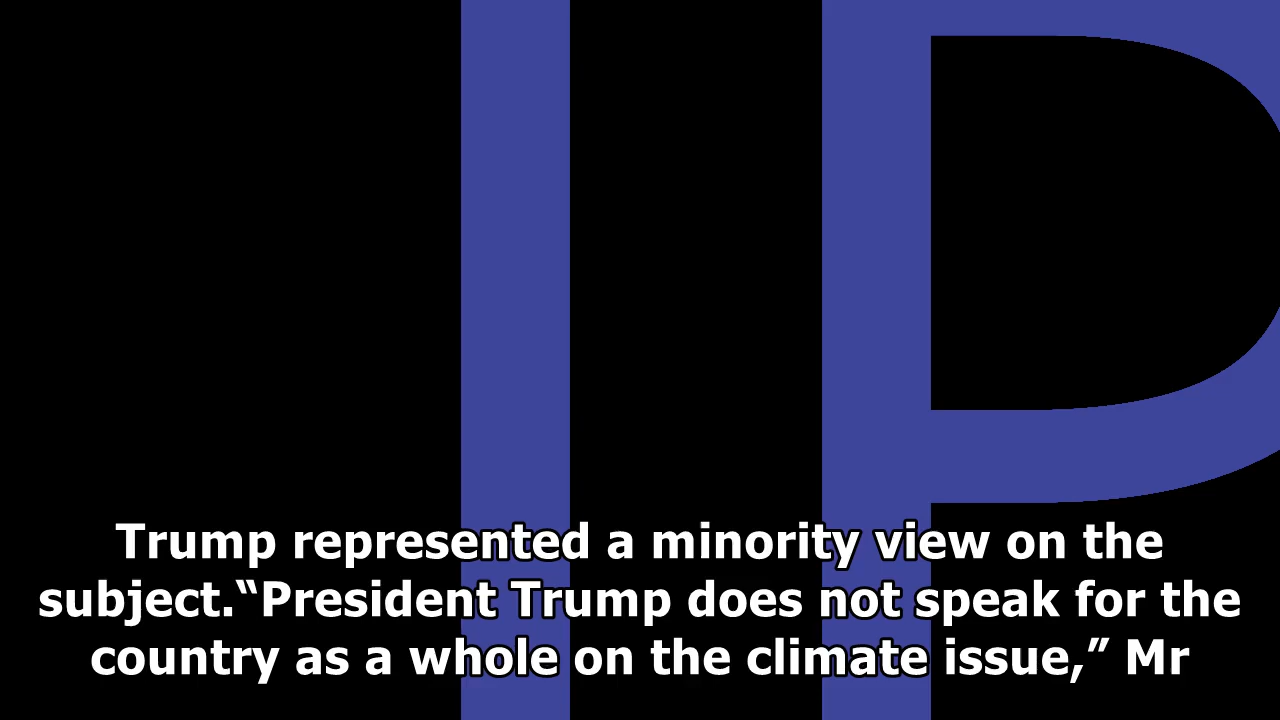 IP
Trump represented a minority view on the
subject.“President Trump does not speak for the
country as a whole on the climate issue,” Mr